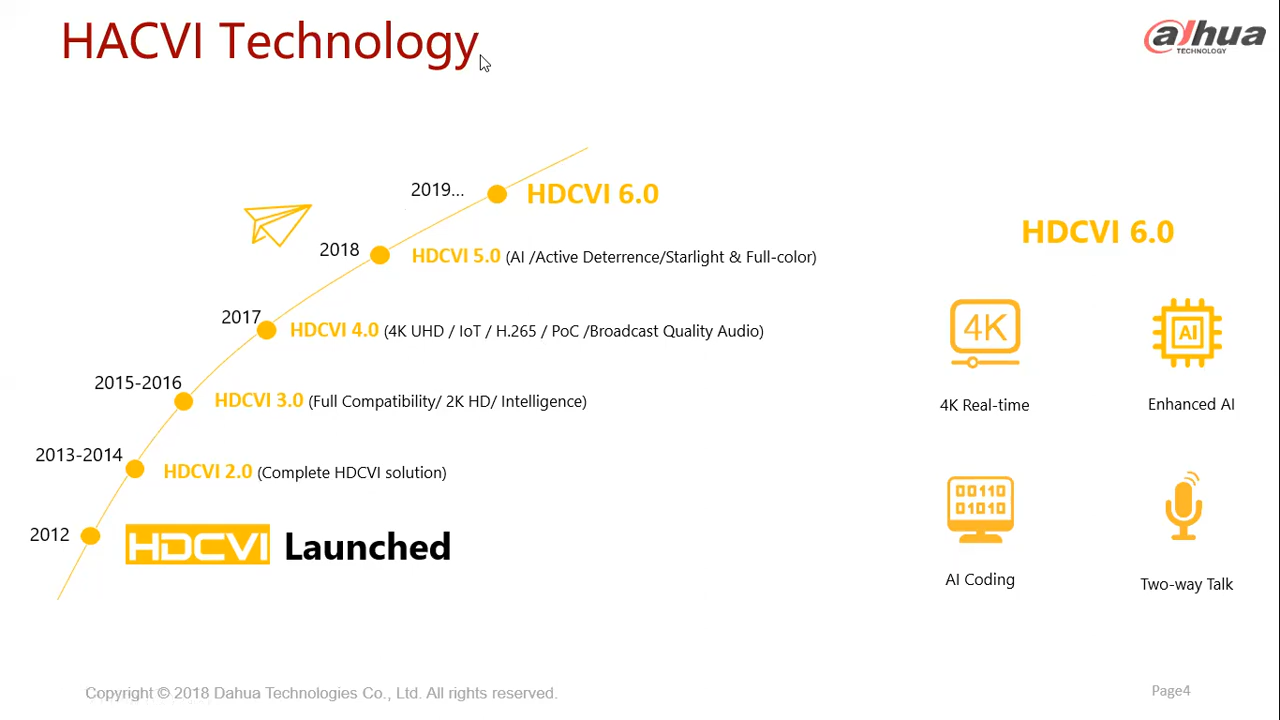 HACVI Technology
alhua
TECHNOLOGY
2019...
HDCVI 6.0
2018
HDCVI 5.0 (AI /Active Deterrence/Starlight & Full-color)
2017
HDCVI 4.0 (4K UHD / IoT / H.265 / PoC /Broadcast Quality Audio)
2015-2016
HDCVI 3.0 (Full Compatibility/ 2K HD/ Intelligence)
2013-2014
HDCVI 2.0 (Complete HDCVI solution)
2012
HDCVI Launched
HDCVI 6.0
4K
AI
4K Real-time
Enhanced AI
00110
01010
AI Coding
Two-way Talk
Copyright © 2018 Dahua Technologies Co., Ltd. All rights reserved.
Page4